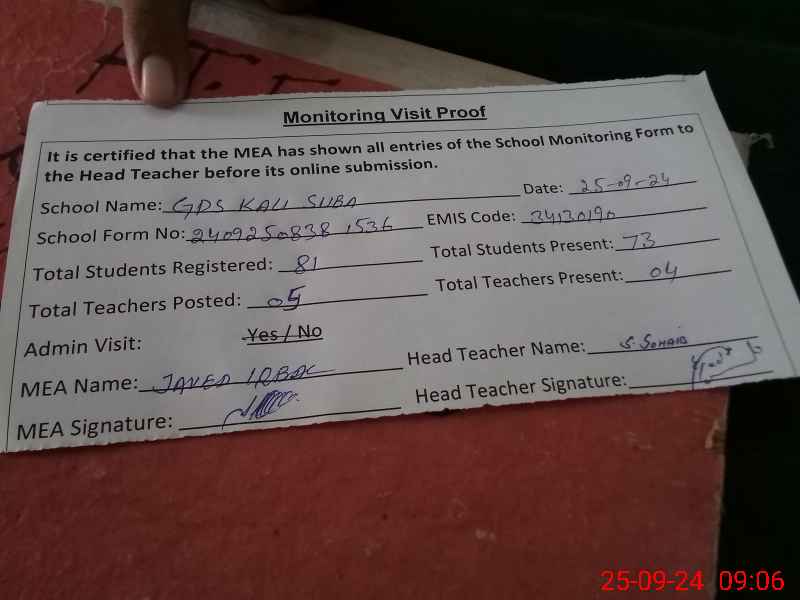 Monitoring Visit Proof
It is certified that the MEA has shown all entries of the School Monitoring Form to
the Head Teacher before its online submission.
School Name: GPS KALI SUBA Date: 25-09-24
School Form No: 2409250838 1536 EMIS Code: 34130190
Total Students Registered: 81 Total Students Present: 73
Total Teachers Posted: 05 Total Teachers Present: 04
Admin Visit: Yes / No
MEA Name: JAVED IQBAL Head Teacher Name: S. SOHAIB
MEA Signature: Head Teacher Signature:
25-09-24 09:06